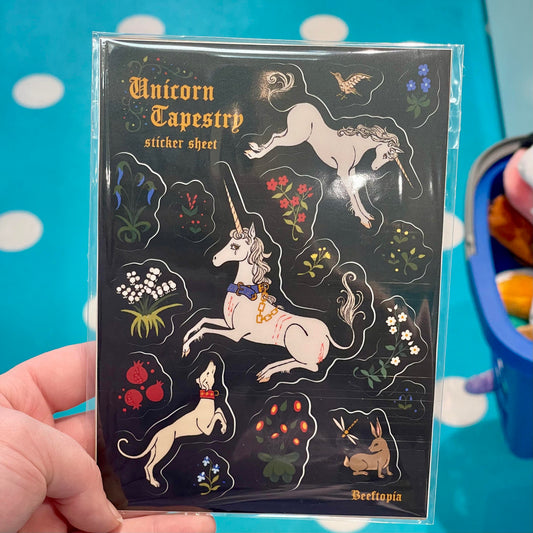 Unicorn
Tapestry
sticker sheet
Beeftopia